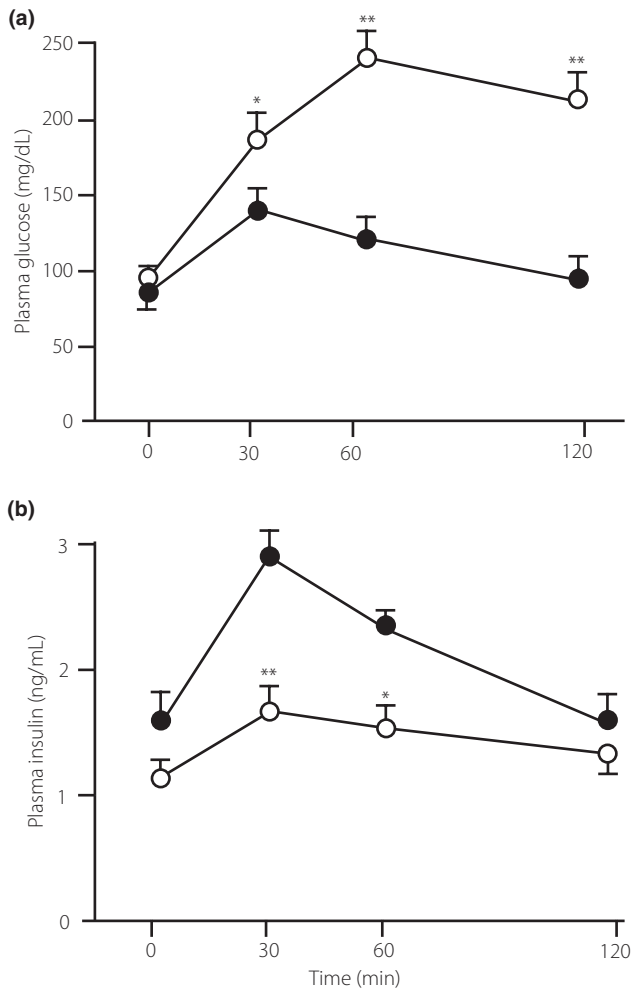 (a)
**
250
**
*
200
Plasma glucose (mg/dL)
150
100
50
0
0 30 60 120
(b)
3
Plasma insulin (ng/mL)
2
**
*
1
0
0 30 60 120
Time (min)